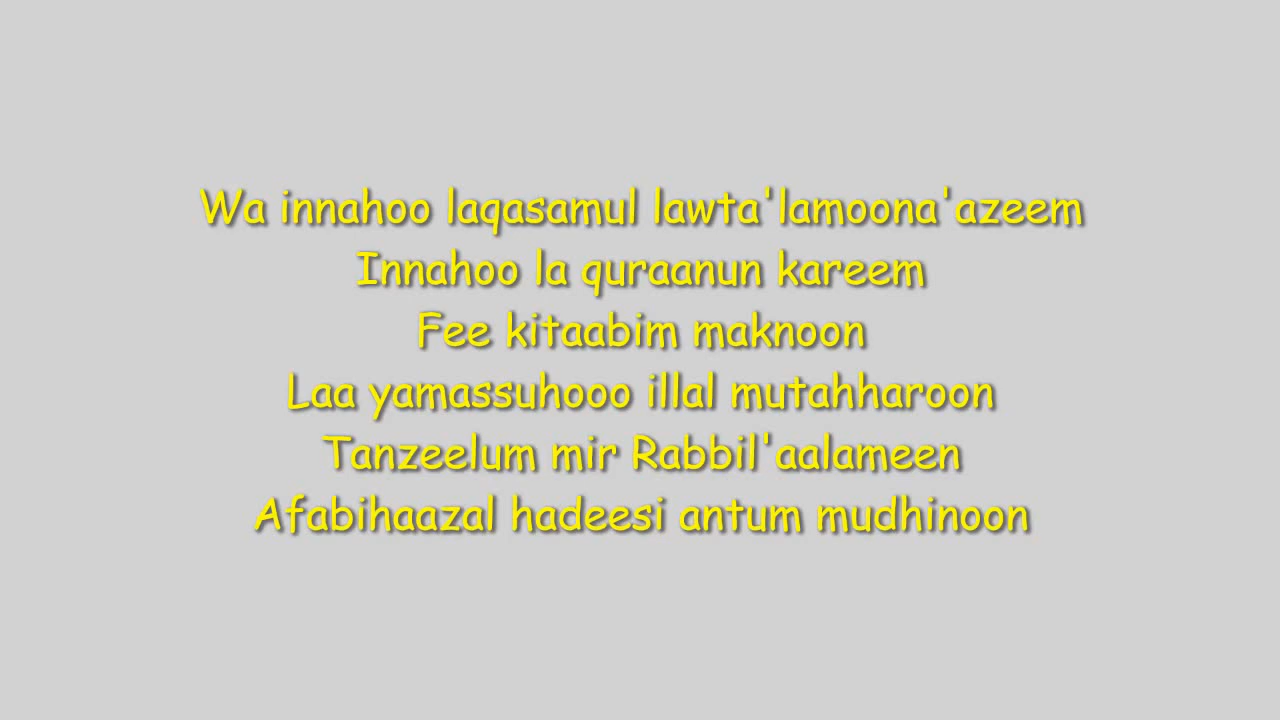 Wa innahoo laqasamul lawta'lamoona'azeem
Innahoo la quraanun kareem
Fee kitaabim maknoon
Laa yamassuhooo illal mutahharoon
Tanzeelum mir Rabbil'aalameen
Afabihaazal hadeesi antum mudhinoon